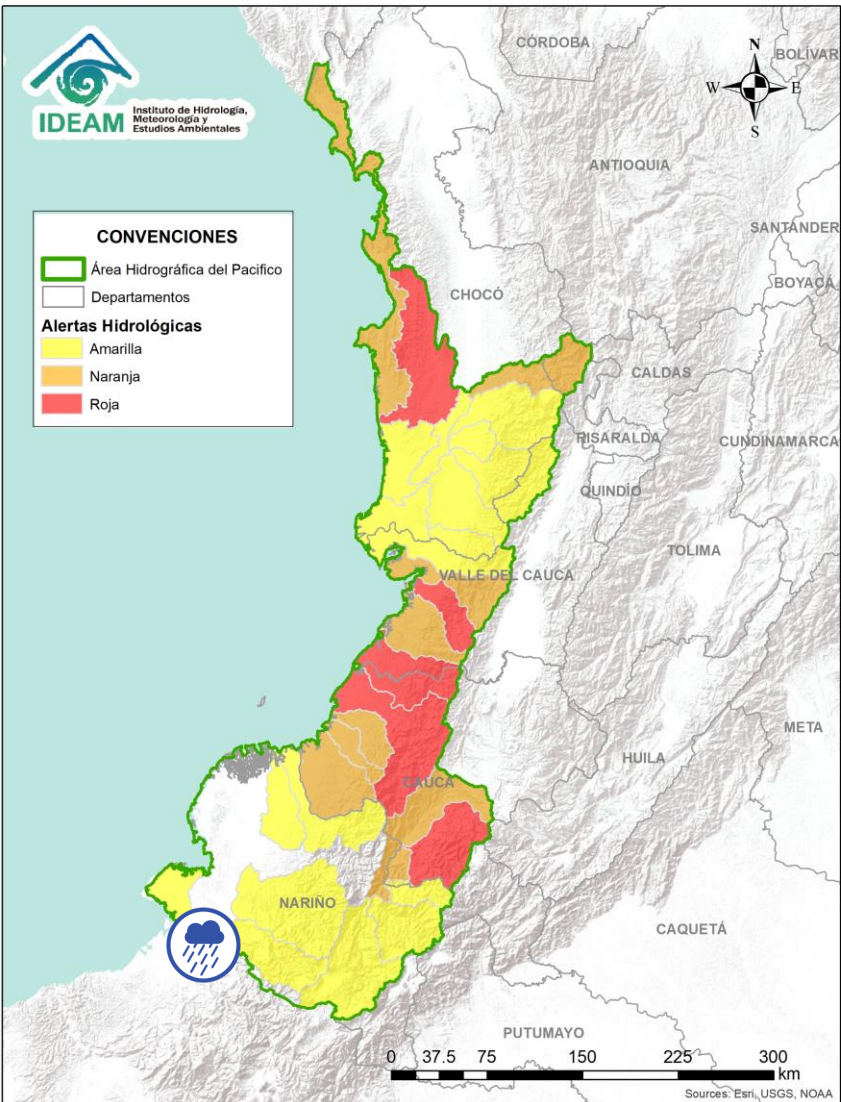 IDEAM
Instituto de Hidrología,
Meteorología y
Estudios Ambientales
N
W
E
S
CONVENCIONES
Área Hidrográfica del Pacifico
Departamentos
Alertas Hidrológicas
Amarilla
Naranja
Roja
CÓRDOBA
BOLÍVAR
ANTIOQUIA
SANTANDER
BOYACÁ
CHOCÓ
CALDAS
RISARALDA
CUNDINAMARCA
QUINDÍO
TOLIMA
VALLE DEL CAUCA
META
HUILA
CAUCA
NARIÑO
CAQUETÁ
PUTUMAYO
0 37.5 75 150 225 300
km
Sources: Esri, USGS, NOAA